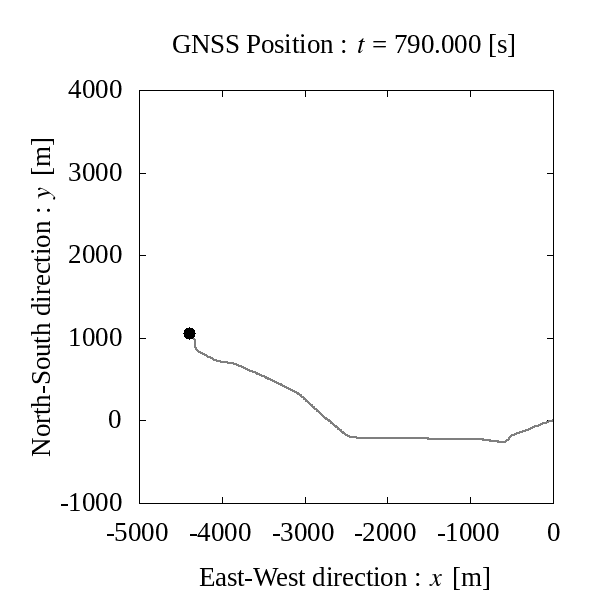 GNSS Position : t = 790.000 [s]
4000
3000
2000
1000
0
-1000
North-South direction : y [m]
-5000 -4000 -3000 -2000 -1000 0
East-West direction : x [m]